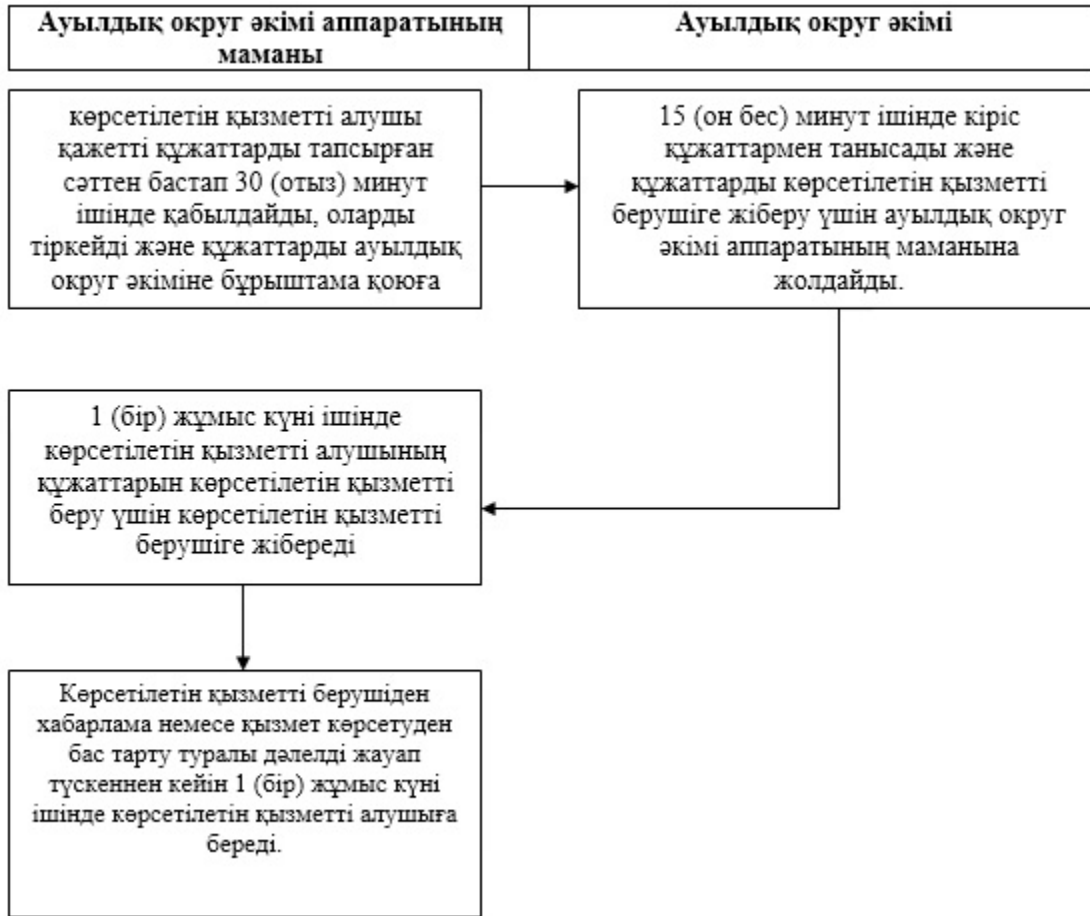 Ауылдық округ әкімі аппаратының
маманы
Ауылдық округ әкімі
көрсетілетін қызметті алушы
қажетті құжаттарды тапсырған
сәттен бастап 30 (отыз) минут
ішінде қабылдайды, оларды
тіркейді және құжаттарды ауылдық
округ әкіміне бұрыштама қоюға
15 (он бес) минут ішінде кіріс
құжаттармен танысады және
құжаттарды көрсетілетін қызметті
берушіге жіберу үшін ауылдық округ
әкімі аппаратының маманына
жолдайды.
1 (бір) жұмыс күні ішінде
көрсетілетін қызметті алушының
құжаттарын көрсетілетін қызметті
беру үшін көрсетілетін қызметті
берушіге жібереді
Көрсетілетін қызметті берушіден
хабарлама немесе қызмет көрсетуден
бас тарту туралы дәлелді жауап
түскеннен кейін 1 (бір) жұмыс күні
ішінде көрсетілетін қызметті алушыға
береді.